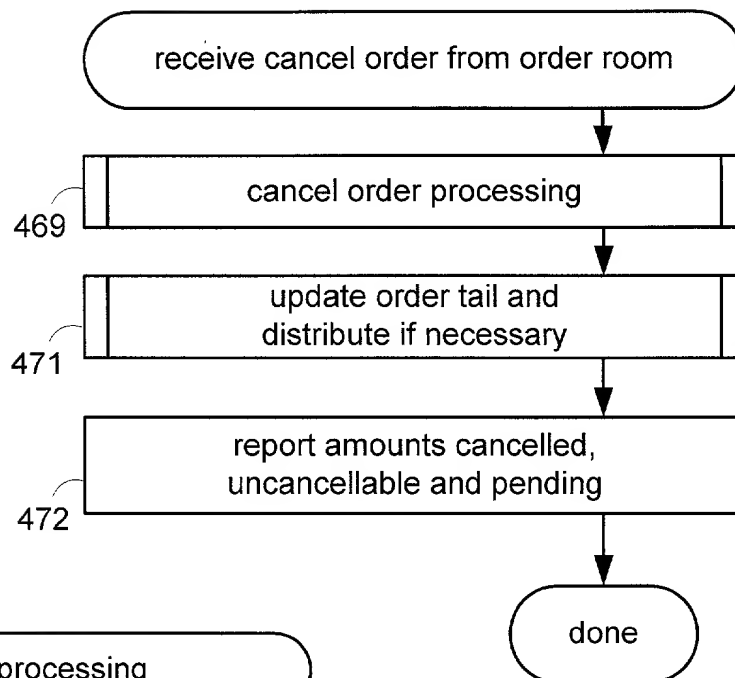 receive cancel order from order room
cancel order processing
469
update order tail and
distribute if necessary
471
report amounts cancelled,
uncancellable and pending
472
done
processing